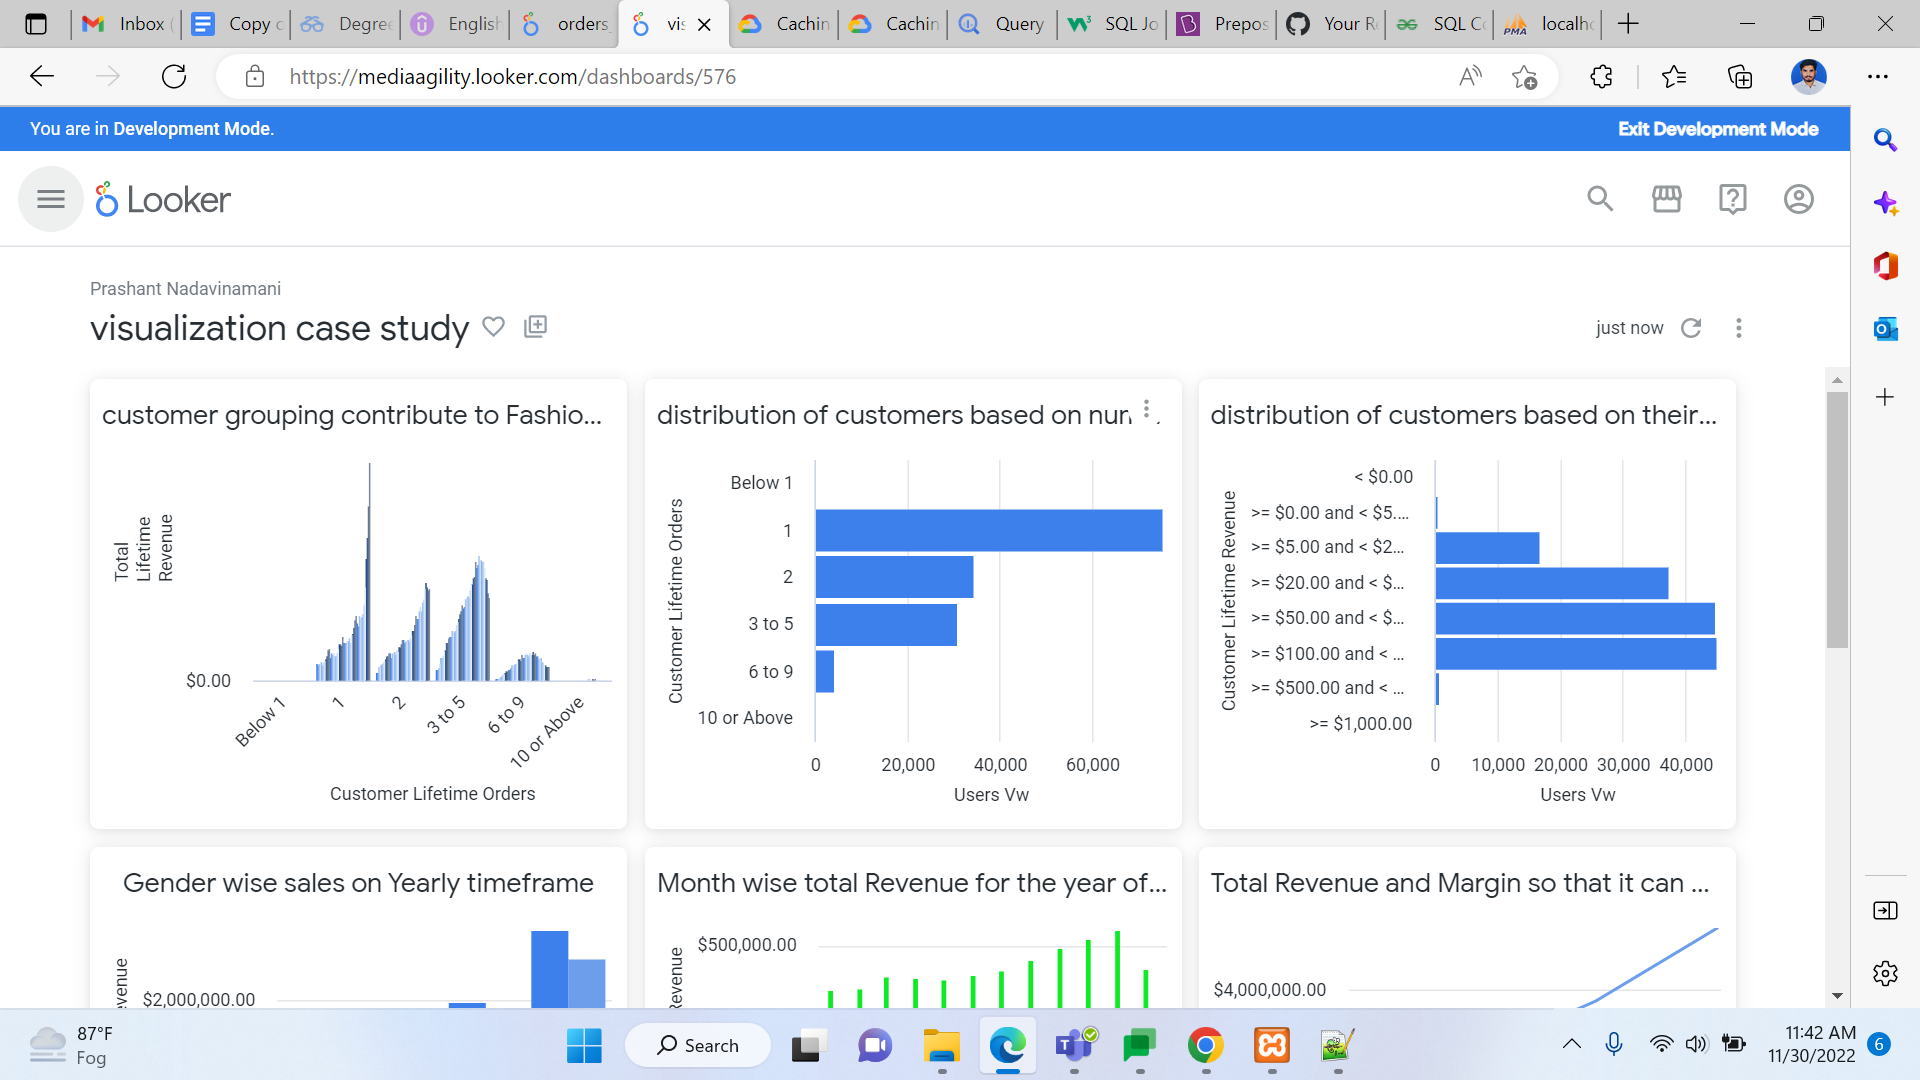 Inbox (
Copy c
Degree
English
orders_
vis
Cachin
Cachin
Query
SQL Jo
Prepos
Your Re
SQL Co
PMA
localho
https://mediaagility.looker.com/dashboards/576
You are in Development Mode.
Exit Development Mode
Looker
Prashant Nadavinamani
visualization case study
just now
customer grouping contribute to Fashio...
Total
Lifetime
Revenue
$0.00
Below 1
1
2
3 to 5
6 to 9
10 or Above
Customer Lifetime Orders
distribution of customers based on num
Customer Lifetime Orders
Below 1
1
2
3 to 5
6 to 9
10 or Above
0
20,000
40,000
60,000
Users Vw
distribution of customers based on their...
Customer Lifetime Revenue
< $0.00
>= $0.00 and < $5....
>= $5.00 and < $2...
>= $20.00 and < $...
>= $50.00 and < $...
>= $100.00 and < ...
>= $500.00 and < ...
>= $1,000.00
0
10,000
20,000
30,000
40,000
Users Vw
Gender wise sales on Yearly timeframe
evenue
$2,000,000.00
Month wise total Revenue for the year of...
Revenue
$500,000.00
Total Revenue and Margin so that it can ...
$4,000,000.00
87°F
Fog
Search
11:42 AM
11/30/2022
6